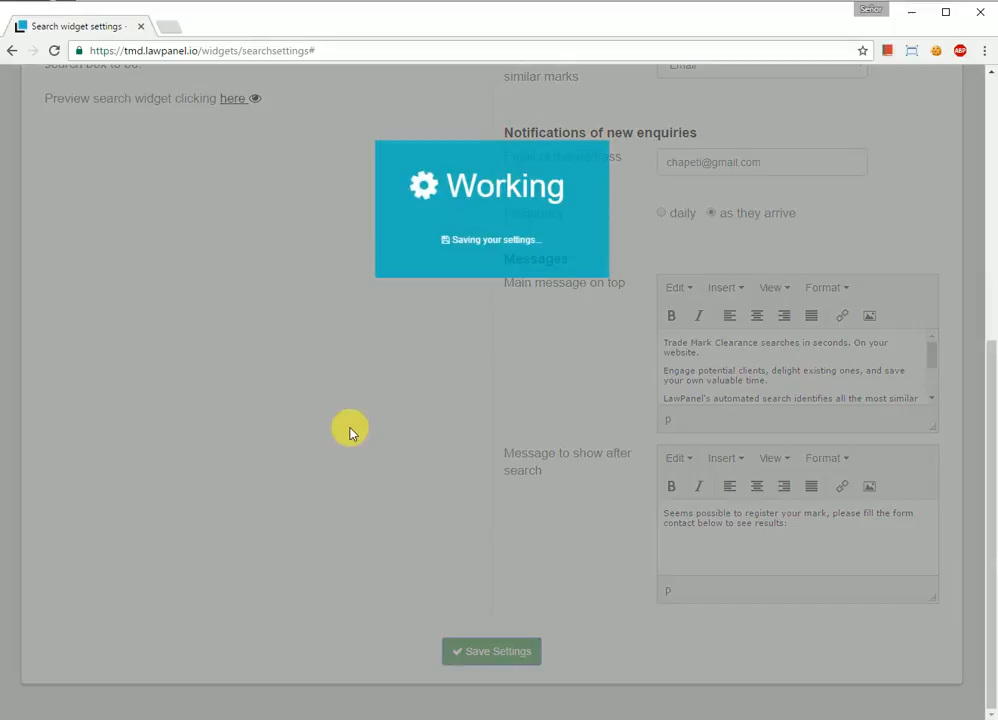 Señor
Search widget settings -
https://tmd.lawpanel.io/widgets/searchsettings#
ABP
search box to be.
similar marks
Email
Preview search widget clicking here
Notifications of new enquiries
chapeti@gmail.com
Working
daily
as they arrive
Saving your settings...
Messages
Main message on top
Edit Insert View Format
B I
Trade Mark Clearance searches in seconds. On your
website.
Engage potential clients, delight existing ones, and save
your own valuable time.
LawPanel's automated search identifies all the most similar
p
Message to show after
search
Edit Insert View Format
B I
Seems possible to register your mark, please fill the form
contact below to see results:
p
Save Settings